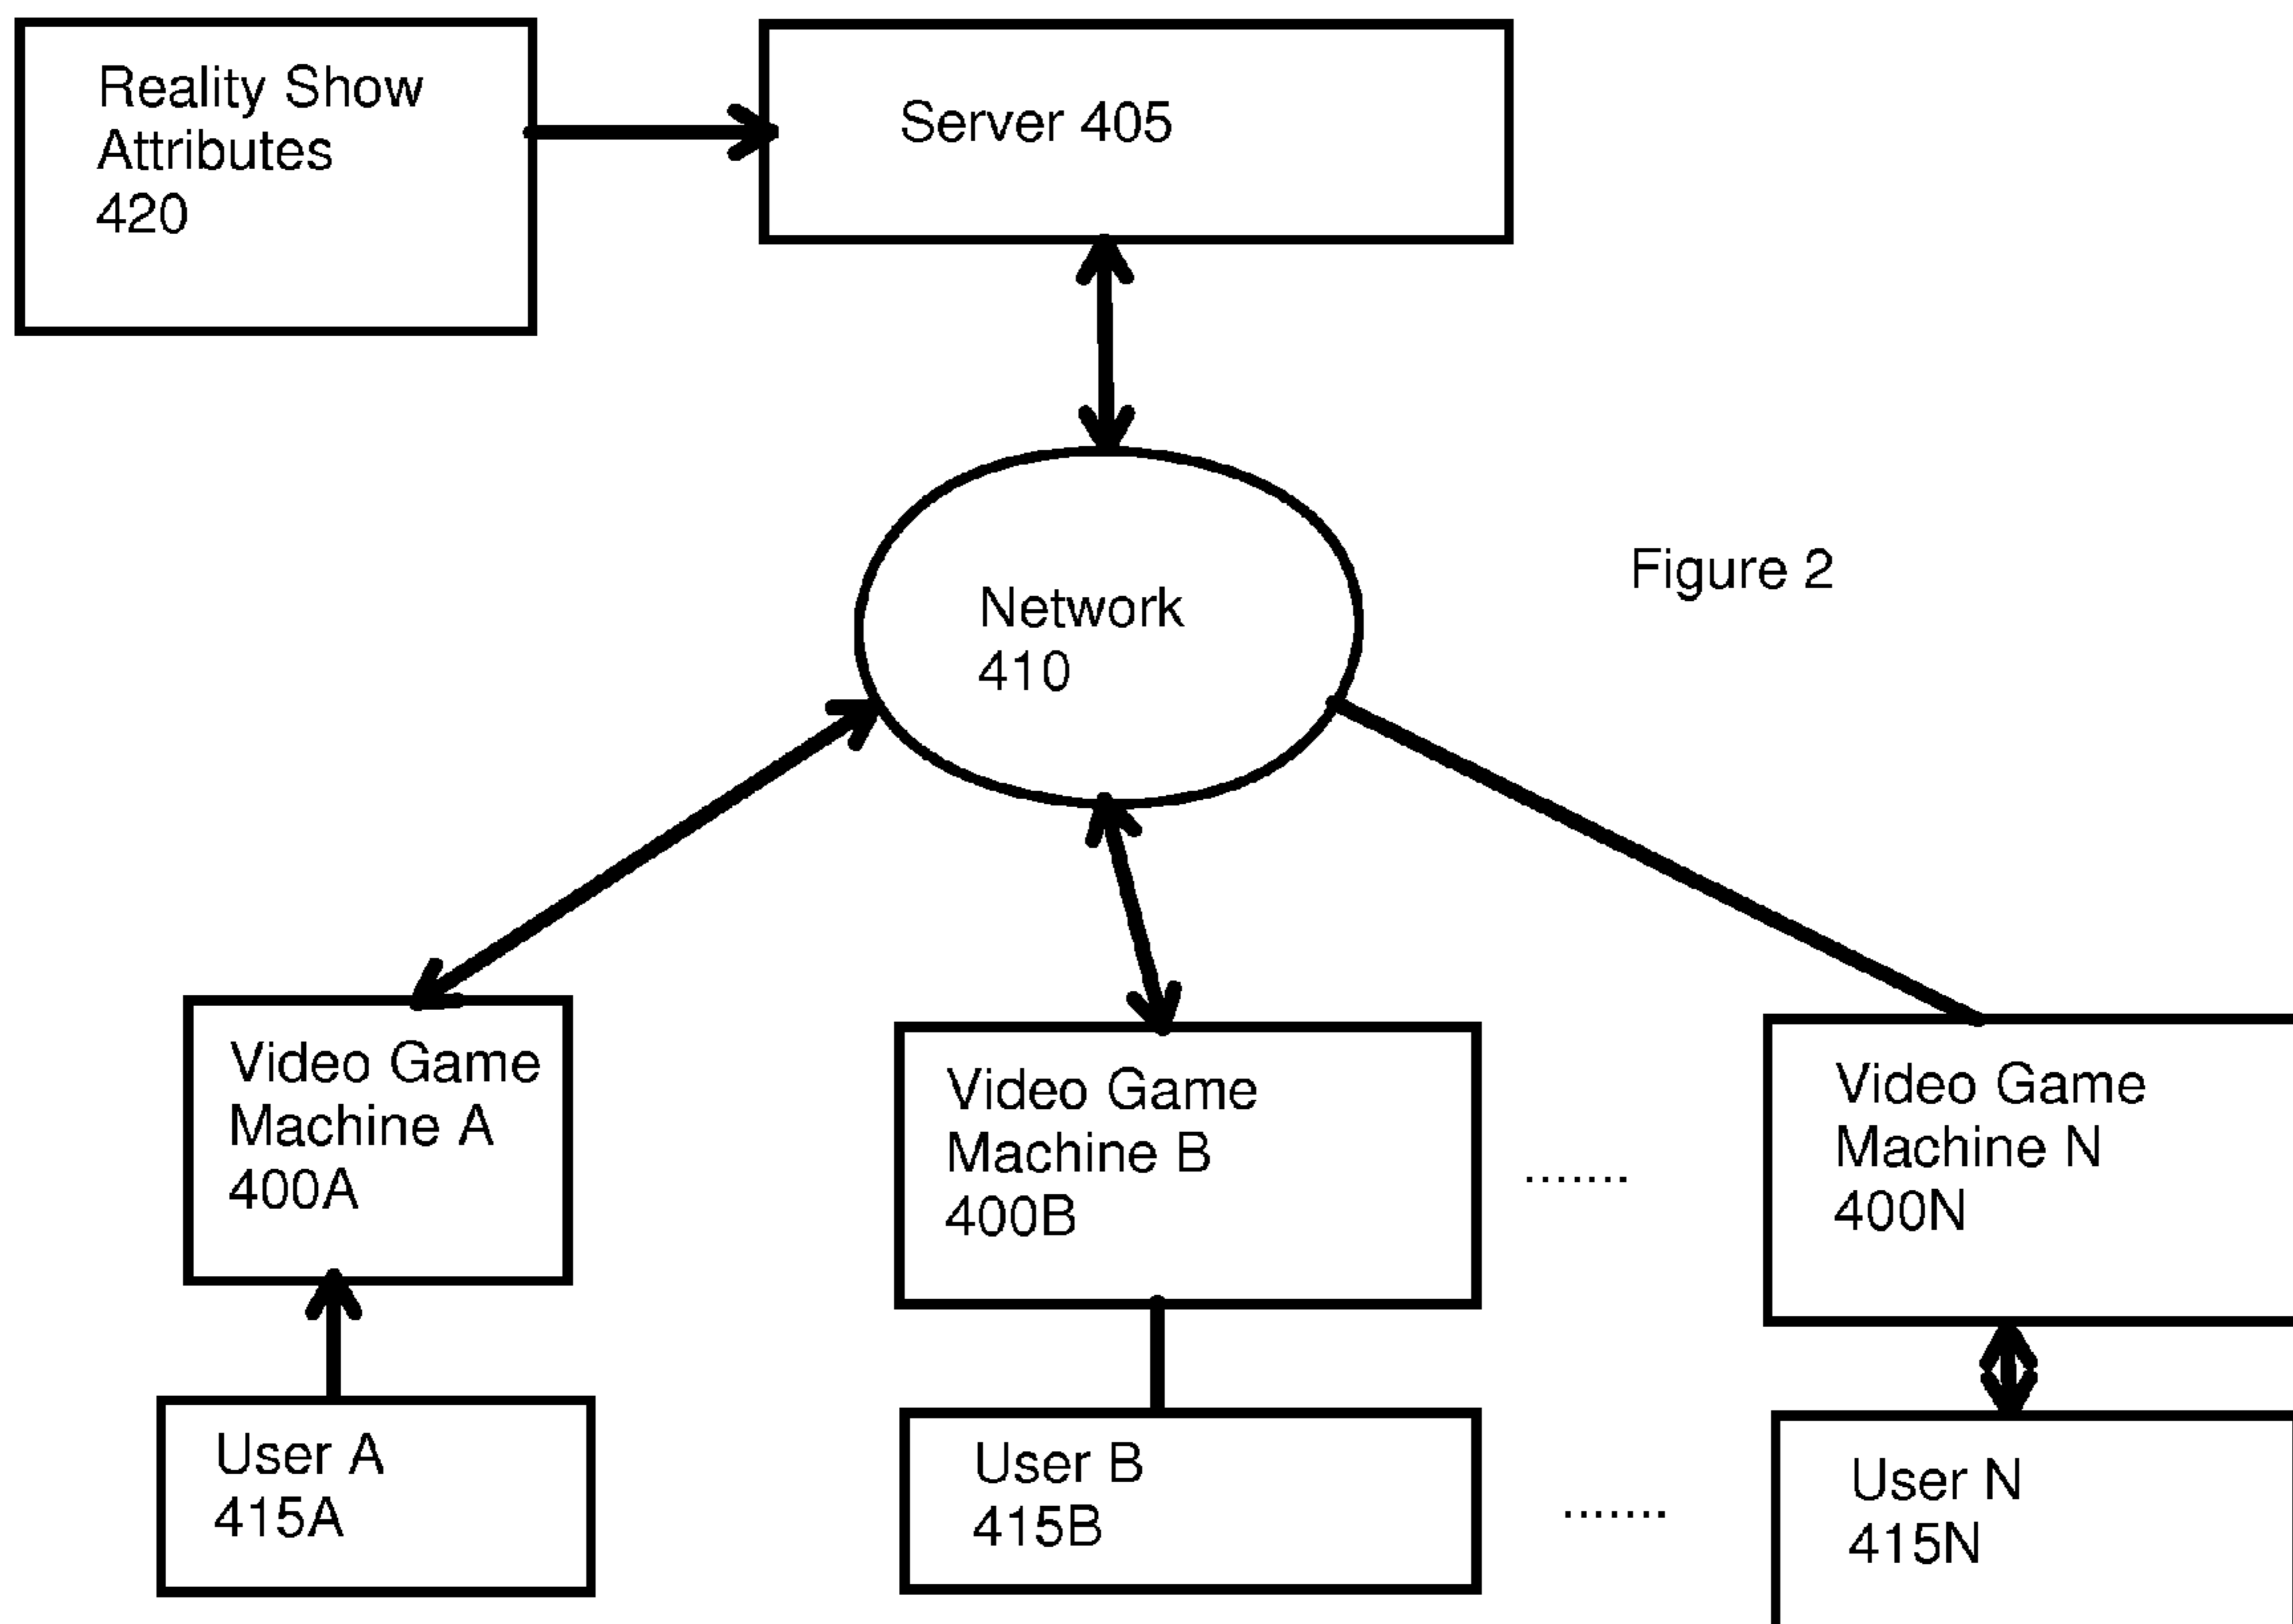 Reality Show
Attributes
420
Server 405
Network
410
Figure 2
Video Game
Machine A
400A
Video Game
Machine B
400B
.......
Video Game
Machine N
400N
User A
415A
User B
415B
.......
User N
415N